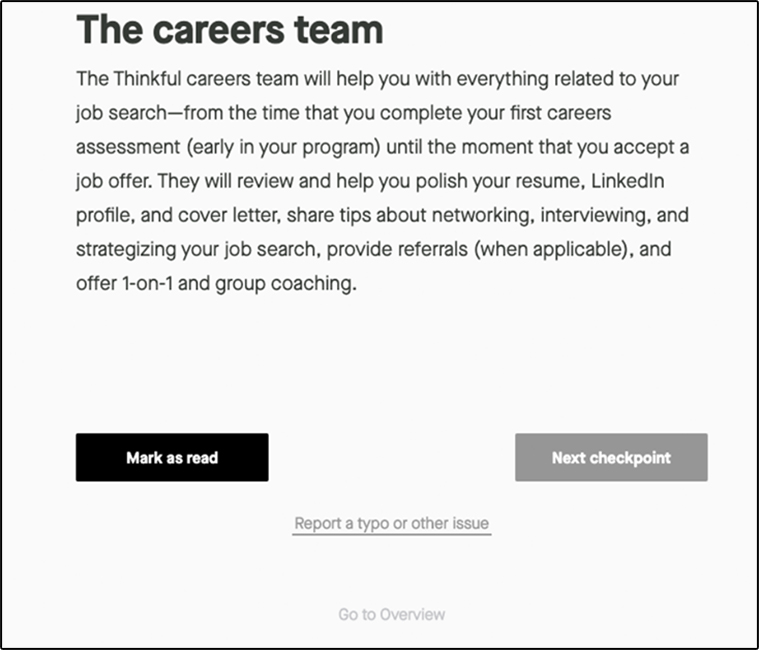 The careers team
The Thinkful careers team will help you with everything related to your
job search—from the time that you complete your first careers
assessment (early in your program) until the moment that you accept a
job offer. They will review and help you polish your resume, LinkedIn
profile, and cover letter, share tips about networking, interviewing, and
strategizing your job search, provide referrals (when applicable), and
offer 1-on-1 and group coaching.
Mark as read
Next checkpoint
Report a typo or other issue
Go to Overview